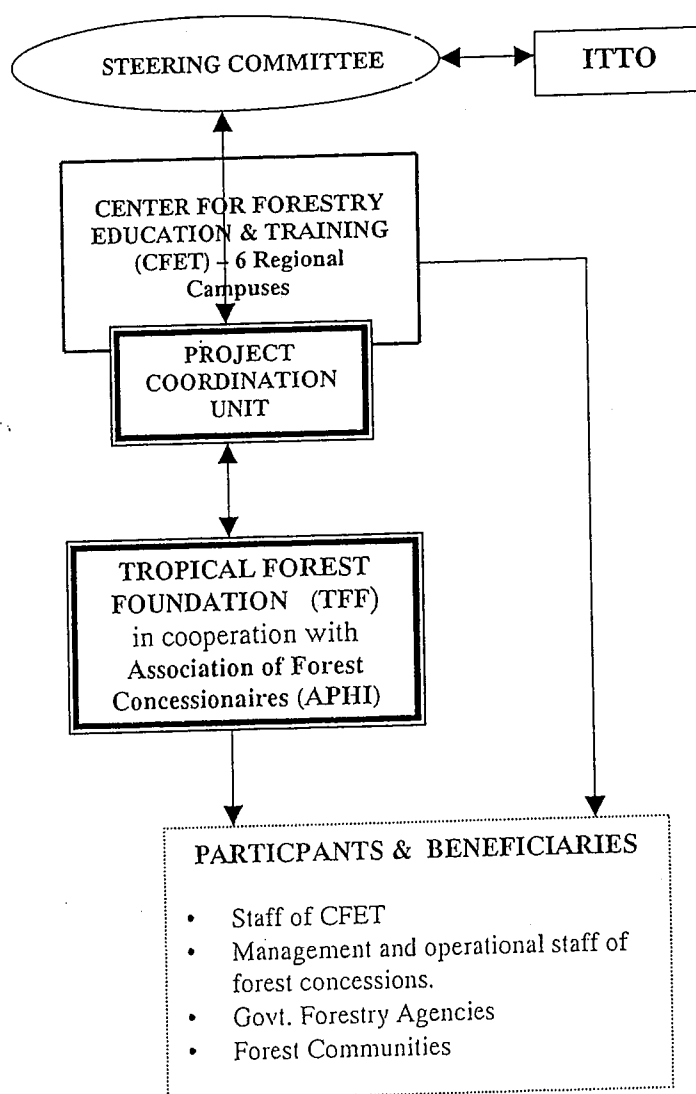 STEERING COMMITTEE
ITTO
CENTER FOR FORESTRY
EDUCATION & TRAINING
(CFET) – 6 Regional
Campuses
PROJECT
COORDINATION
UNIT
TROPICAL FOREST
FOUNDATION (TFF)
in cooperation with
Association of Forest
Concessionaires (APHI)
PARTICPANTS & BENEFICIARIES
• Staff of CFET
• Management and operational staff of
forest concessions.
• Govt. Forestry Agencies
• Forest Communities